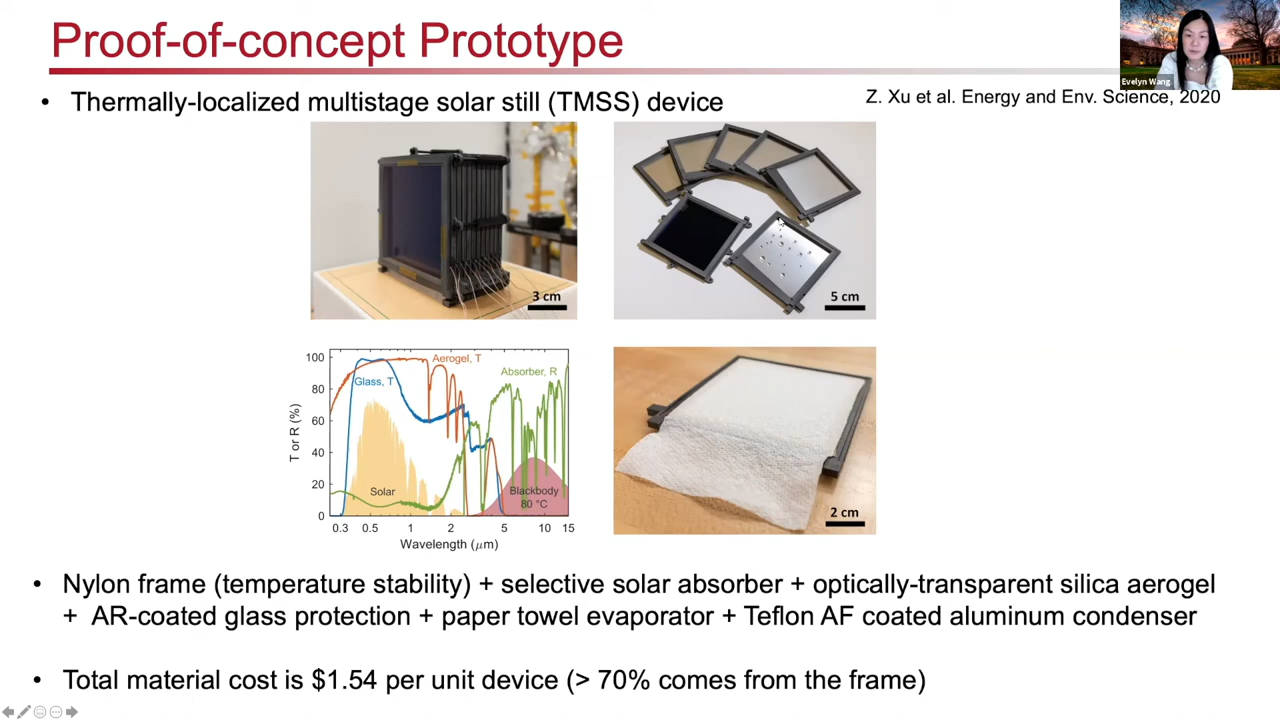 Proof-of-concept Prototype
Evelyn Wang
• Thermally-localized multistage solar still (TMSS) device
Z. Xu et al. Energy and Env. Science, 2020
3 cm
5 cm
100
80
60
40
20
0
T or R (%)
Aerogel, T
Glass, T
Absorber, R
Solar
Blackbody
80 °C
0.3 0.5 1 2 5 10 15
Wavelength (μm)
2 cm
• Nylon frame (temperature stability) + selective solar absorber + optically-transparent silica aerogel
+ AR-coated glass protection + paper towel evaporator + Teflon AF coated aluminum condenser
• Total material cost is $1.54 per unit device (> 70% comes from the frame)